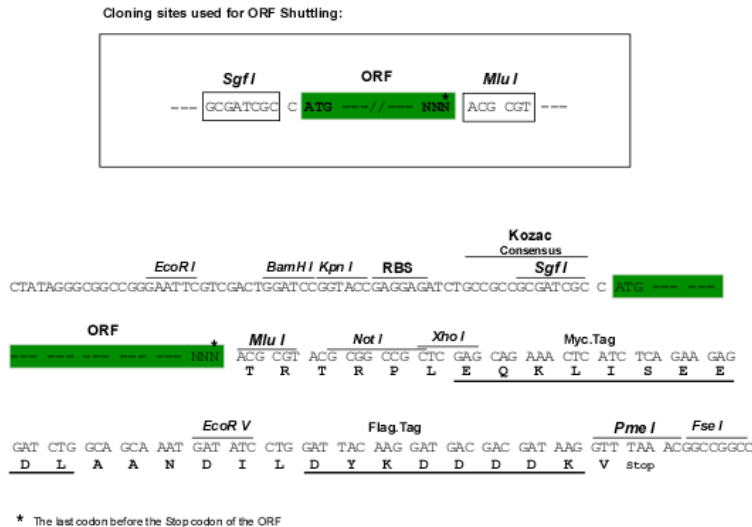 Cloning sites used for ORF Shuttling:
Sgf I ORF Mlu I
*
--- GCGATCGC C ATG ---//--- NNN ACG CGT ---
Kozac
Consensus
EcoR I BamH I Kpn I RBS Sgf I
CTATAGGGCGGCCGGGAATTCGTCGACTGGATCCGGTACCGAGGAGATCTGCCGCCGCGATCGC C ATG --- ---
ORF
* Mlu I Not I Xho I Myc.Tag
--- --- --- --- --- --- NNN ACG CGT ACG CGG CCG CTC GAG CAG AAA CTC ATC TCA GAA GAG
T R T R P L E Q K L I S E E
EcoR V Flag.Tag Pme I Fse I
GAT CTG GCA GCA AAT GAT ATC CTG GAT TAC AAG GAT GAC GAC GAT AAG GTT TAA ACGGCCGGCC
D L A A N D I L D Y K D D D D K V Stop
* The last codon before the Stop codon of the ORF